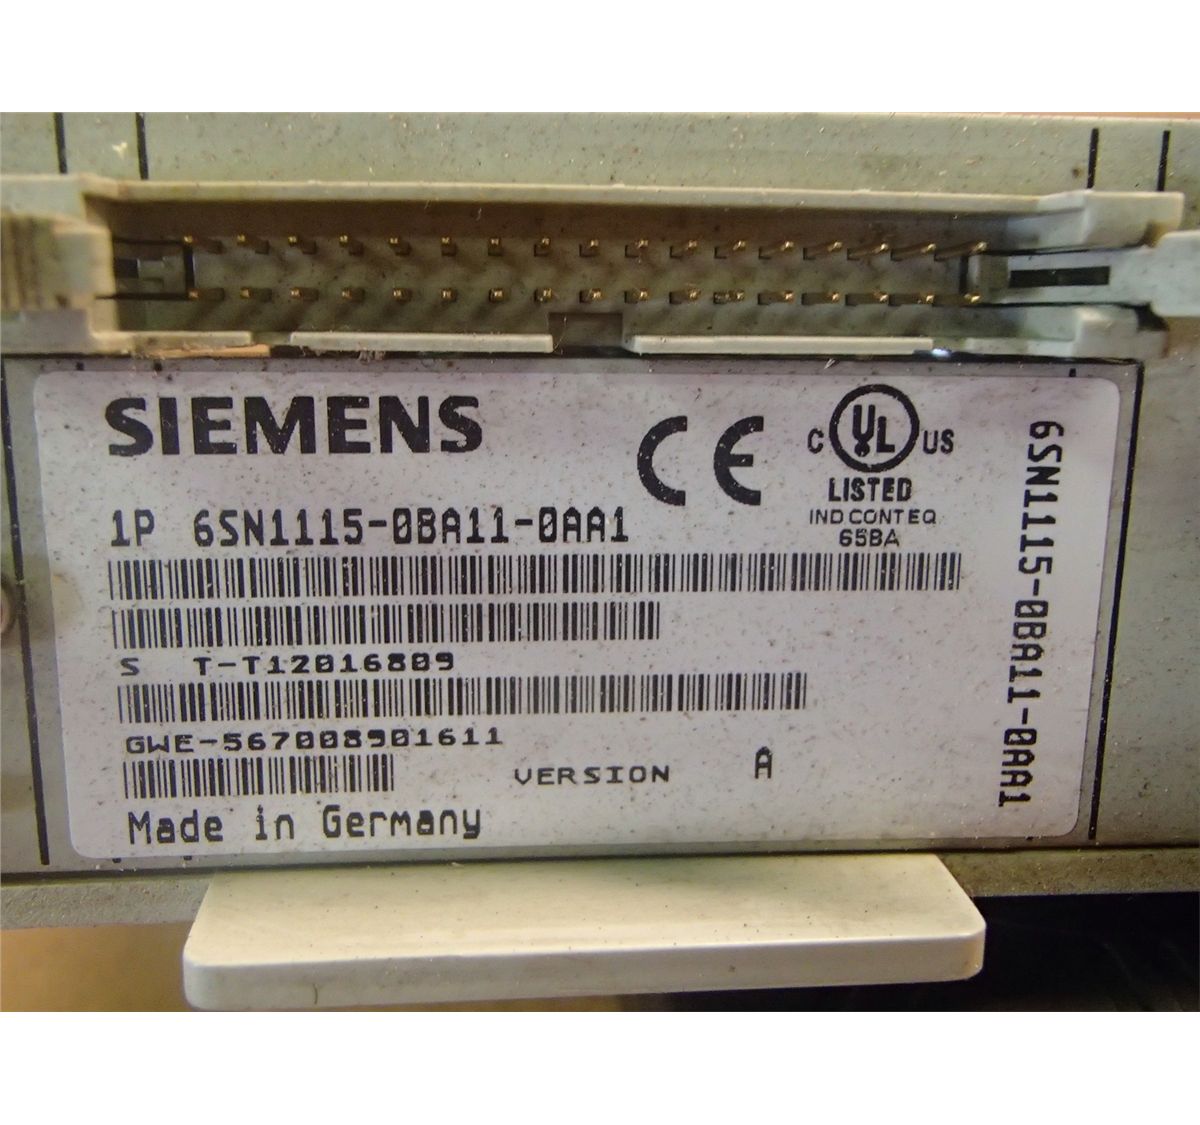 SIEMENS
CE
C UL US
LISTED
IND CONT EQ
65BA
1P 6SN1115-0BA11-0AA1
S T-T12016809
GWE-567008901611
VERSION A
Made in Germany
6SN1115-0BA11-0AA1